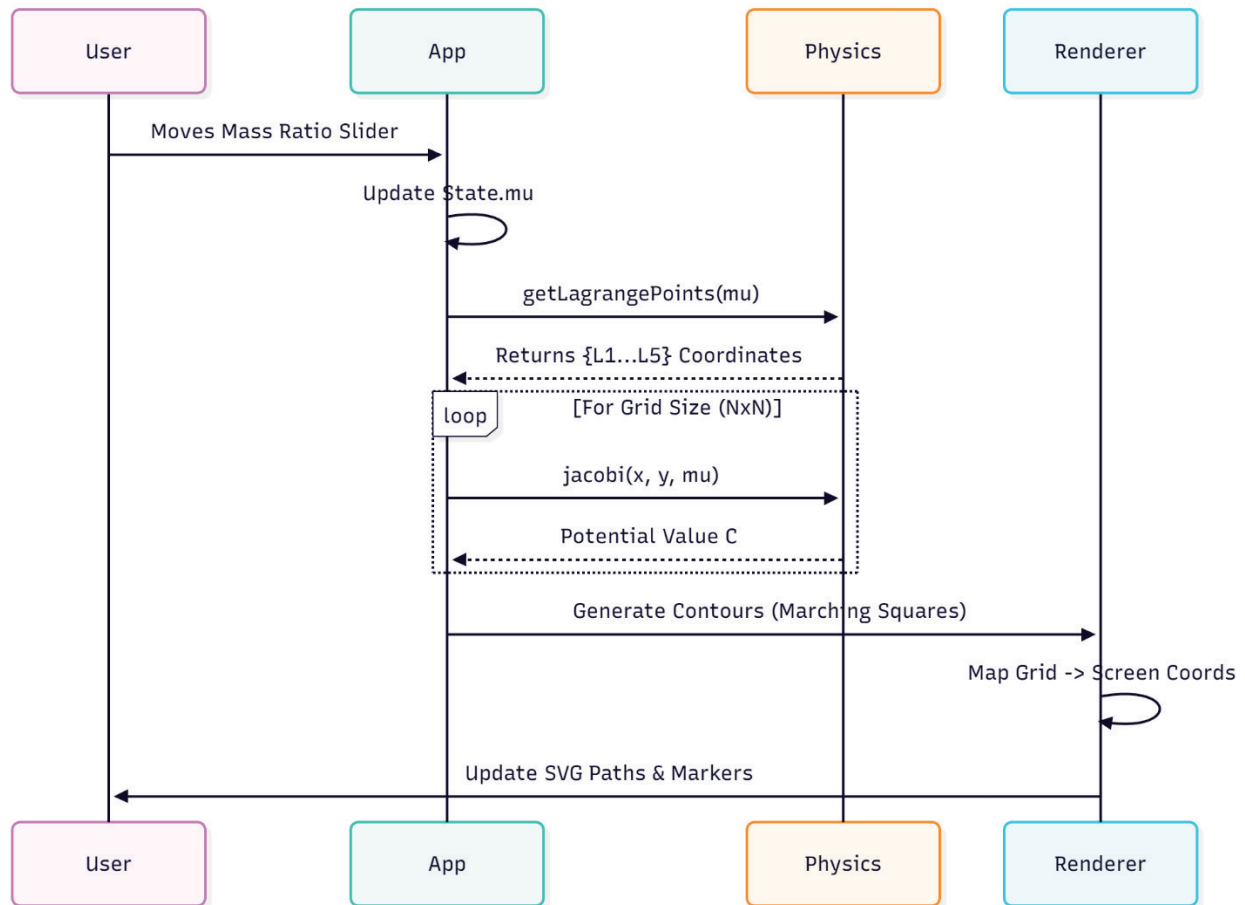 User
App
Physics
Renderer
Moves Mass Ratio Slider
Update State.mu
getLagrangePoints(mu)
Returns {L1...L5} Coordinates
loop
[For Grid Size (NxN)]
jacobi(x, y, mu)
Potential Value C
Generate Contours (Marching Squares)
Map Grid -> Screen Coords
Update SVG Paths & Markers
User
App
Physics
Renderer